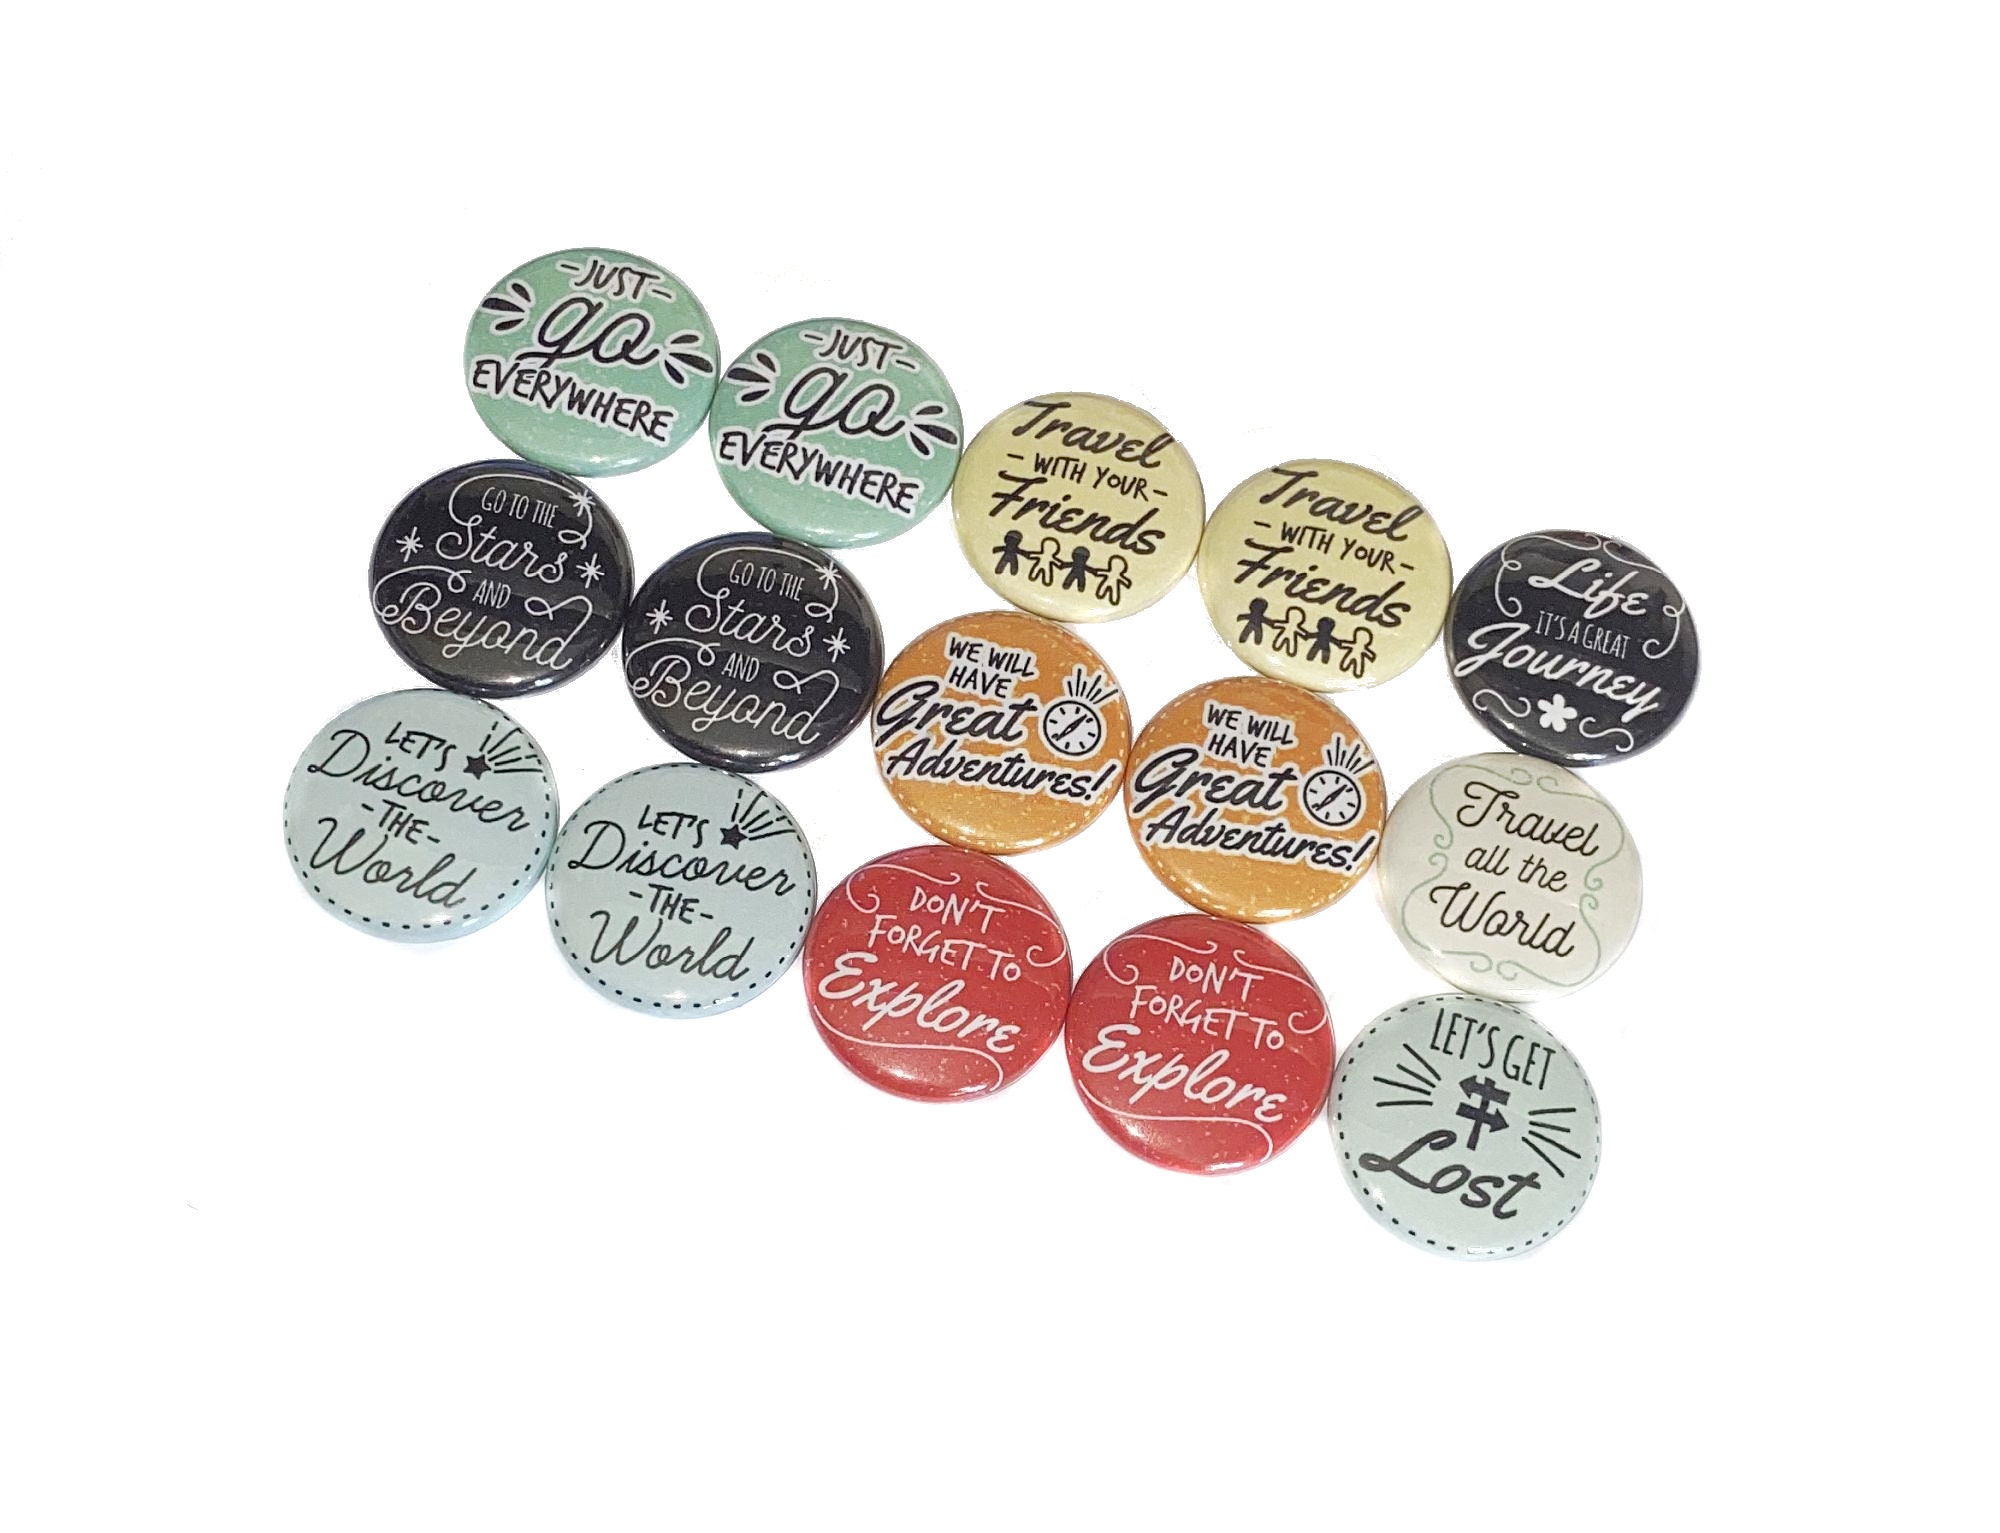 -JUST-
go
EVERYWHERE
-JUST-
go
EVERYWHERE
Travel
- WITH YOUR -
Friends
Travel
- WITH YOUR -
Friends
Life
IT'S A GREAT
Journey
GO TO THE
Stars
AND
Beyond
GO TO THE
Stars
AND
Beyond
WE WILL
HAVE
Great
Adventures!
WE WILL
HAVE
Great
Adventures!
Travel
all the
World
LET'S
Discover
-THE-
World
LET'S
Discover
-THE-
World
DON'T
FORGET TO
Explore
DON'T
FORGET TO
Explore
LET'S GET
Lost